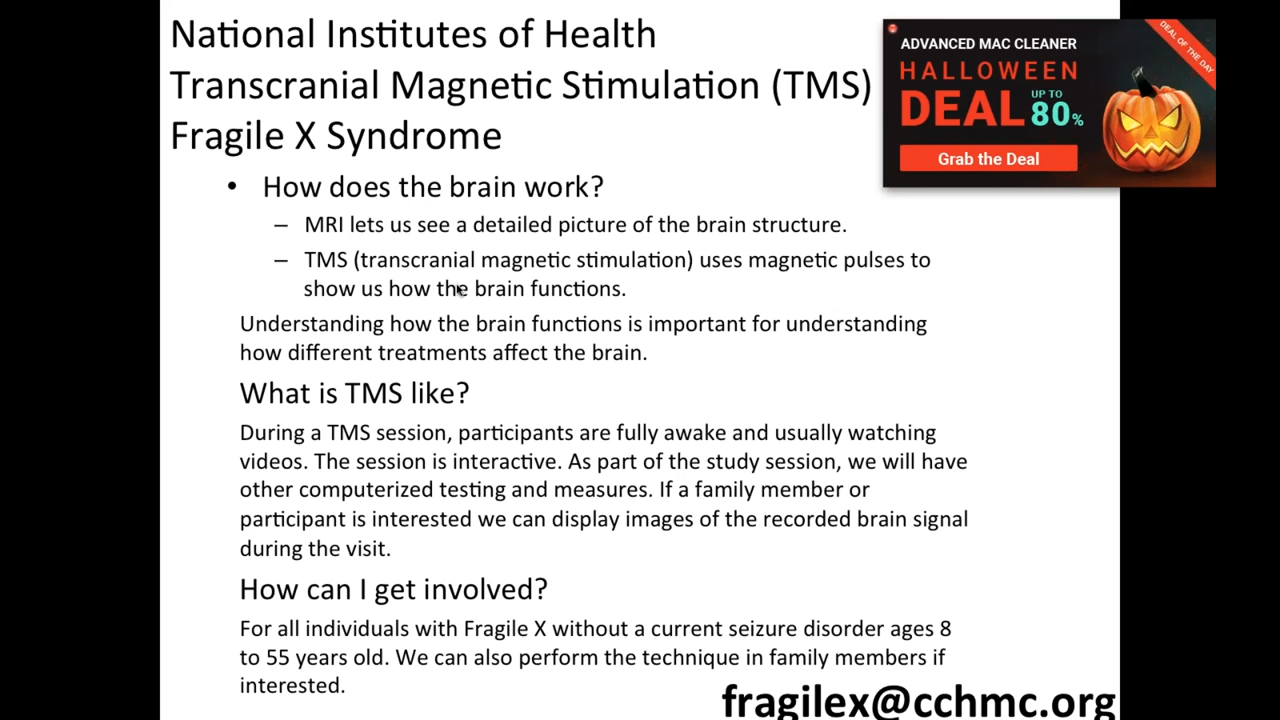 National Institutes of Health
Transcranial Magnetic Stimulation (TMS)
Fragile X Syndrome
• How does the brain work?
– MRI lets us see a detailed picture of the brain structure.
– TMS (transcranial magnetic stimulation) uses magnetic pulses to
show us how the brain functions.
Understanding how the brain functions is important for understanding
how different treatments affect the brain.
What is TMS like?
During a TMS session, participants are fully awake and usually watching
videos. The session is interactive. As part of the study session, we will have
other computerized testing and measures. If a family member or
participant is interested we can display images of the recorded brain signal
during the visit.
How can I get involved?
For all individuals with Fragile X without a current seizure disorder ages 8
to 55 years old. We can also perform the technique in family members if
interested.
fragilex@cchmc.org
ADVANCED MAC CLEANER
HALLOWEEN
DEAL UP TO
80%
Grab the Deal
DEAL OF THE DAY